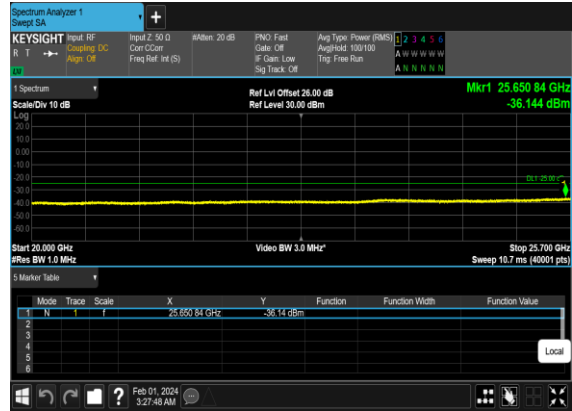 Spectrum Analyzer 1
Swept SA
+
KEYSIGHT Input: RF Input Z: 50 Ω #Atten: 20 dB PNO: Fast Avg Type: Power (RMS) 1 2 3 4 5 6
R T Coupling: DC Corr CCorr Gate: Off Avg|Hold: 100/100 A W W W W W
Align: Off Freq Ref: Int (S) IF Gain: Low Trig: Free Run
Sig Track: Off A N N N N N
1 Spectrum
Ref Lvl Offset 26.00 dB Mkr1 25.650 84 GHz
Scale/Div 10 dB Ref Level 30.00 dBm -36.144 dBm
Log
20.0
10.0
0.00
-10.0
-20.0
-30.0
-40.0
-50.0
-60.0
Start 20.000 GHz Video BW 3.0 MHz* Stop 25.700 GHz
#Res BW 1.0 MHz Sweep 10.7 ms (40001 pts)
5 Marker Table
Mode Trace Scale X Y Function Function Width Function Value
1 N 1 f 25.650 84 GHz -36.14 dBm
2
3
4
5
6
Local
? Feb 01, 2024
3:27:48 AM